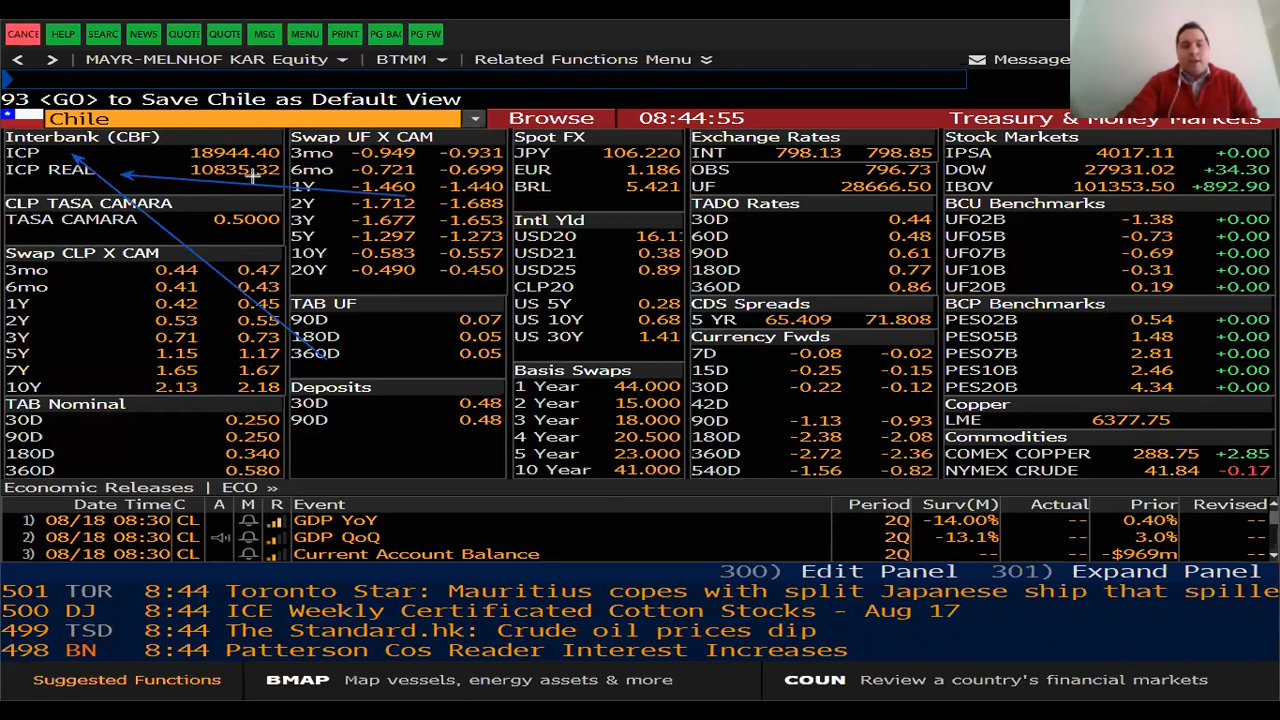 CANCE HELP SEARC NEWS QUOTE QUOTE MSG MENU PRINT PG BAC PG FW
< > MAYR-MELNHOF KAR Equity BTMM Related Functions Menu Message
93 <GO> to Save Chile as Default View
Chile Browse 08:44:55 Treasury & Money Markets
Interbank (CBF)
ICP 18944.40
ICP REAL 10835.32
CLP TASA CAMARA
TASA CAMARA 0.5000
Swap CLP X CAM
3mo 0.44 0.47
6mo 0.41 0.43
1Y 0.42 0.45
2Y 0.53 0.55
3Y 0.71 0.73
5Y 1.15 1.17
7Y 1.65 1.67
10Y 2.13 2.18
TAB Nominal
30D 0.250
90D 0.250
180D 0.340
360D 0.580
Swap UF X CAM
3mo -0.949 -0.931
6mo -0.721 -0.699
1Y -1.460 -1.440
2Y -1.712 -1.688
3Y -1.677 -1.653
5Y -1.297 -1.273
10Y -0.583 -0.557
20Y -0.490 -0.450
TAB UF
90D 0.07
180D 0.05
360D 0.05
Deposits
30D 0.48
90D 0.48
Spot FX
JPY 106.220
EUR 1.186
BRL 5.421
Intl Yld
USD20 16.11
USD21 0.38
USD25 0.89
CLP20
US 5Y 0.28
US 10Y 0.68
US 30Y 1.41
Basis Swaps
1 Year 44.000
2 Year 15.000
3 Year 18.000
4 Year 20.500
5 Year 23.000
10 Year 41.000
Exchange Rates
INT 798.13 798.85
OBS 796.73
UF 28666.50
TADO Rates
30D 0.44
60D 0.48
90D 0.61
180D 0.77
360D 0.86
CDS Spreads
5 YR 65.409 71.808
Currency Fwds
7D -0.08 -0.02
15D -0.25 -0.15
30D -0.22 -0.12
42D
90D -1.13 -0.93
180D -2.38 -2.08
360D -2.72 -2.36
540D -1.56 -0.82
Stock Markets
IPSA 4017.11 +0.00
DOW 27931.02 +34.30
IBOV 101353.50 +892.90
BCU Benchmarks
UF02B -1.38 +0.00
UF05B -0.73 +0.00
UF07B -0.69 +0.00
UF10B -0.31 +0.00
UF20B 0.19 +0.00
BCP Benchmarks
PES02B 0.54 +0.00
PES05B 1.48 +0.00
PES07B 2.81 +0.00
PES10B 2.46 +0.00
PES20B 4.34 +0.00
Copper
LME 6377.75
Commodities
COMEX COPPER 288.75 +2.85
NYMEX CRUDE 41.84 -0.17
Economic Releases | ECO »
Date Time C A M R Event Period Surv(M) Actual Prior Revised
1) 08/18 08:30 CL GDP YoY 2Q -14.00% -- 0.40% --
2) 08/18 08:30 CL GDP QoQ 2Q -13.1% -- 3.0% --
3) 08/18 08:30 CL Current Account Balance 2Q -- -- -$969m --
300) Edit Panel 301) Expand Panel
501 TOR 8:44 Toronto Star: Mauritius copes with split Japanese ship that spille
500 DJ 8:44 ICE Weekly Certificated Cotton Stocks - Aug 17
499 TSD 8:44 The Standard.hk: Crude oil prices dip
498 BN 8:44 Patterson Cos Reader Interest Increases
Suggested Functions BMAP Map vessels, energy assets & more COUN Review a country's financial markets